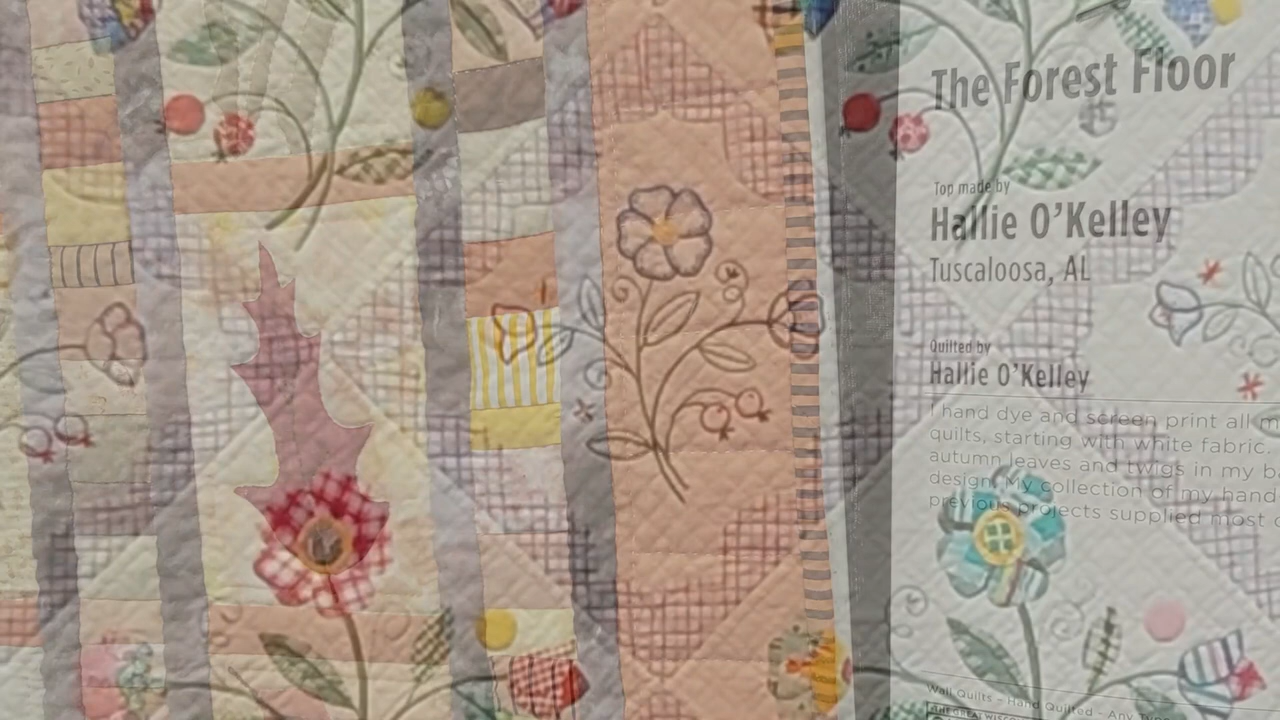 The Forest Floor
Top made by
Hallie O'Kelley
Tuscaloosa, AL
Quilted by
Hallie O'Kelley
I hand dye and screen print all
quilts, starting with white fabric.
autumn leaves and twigs in my
design. My collection of my hand
previous projects supplied most
Wall Quilts - Hand Quilted - Any